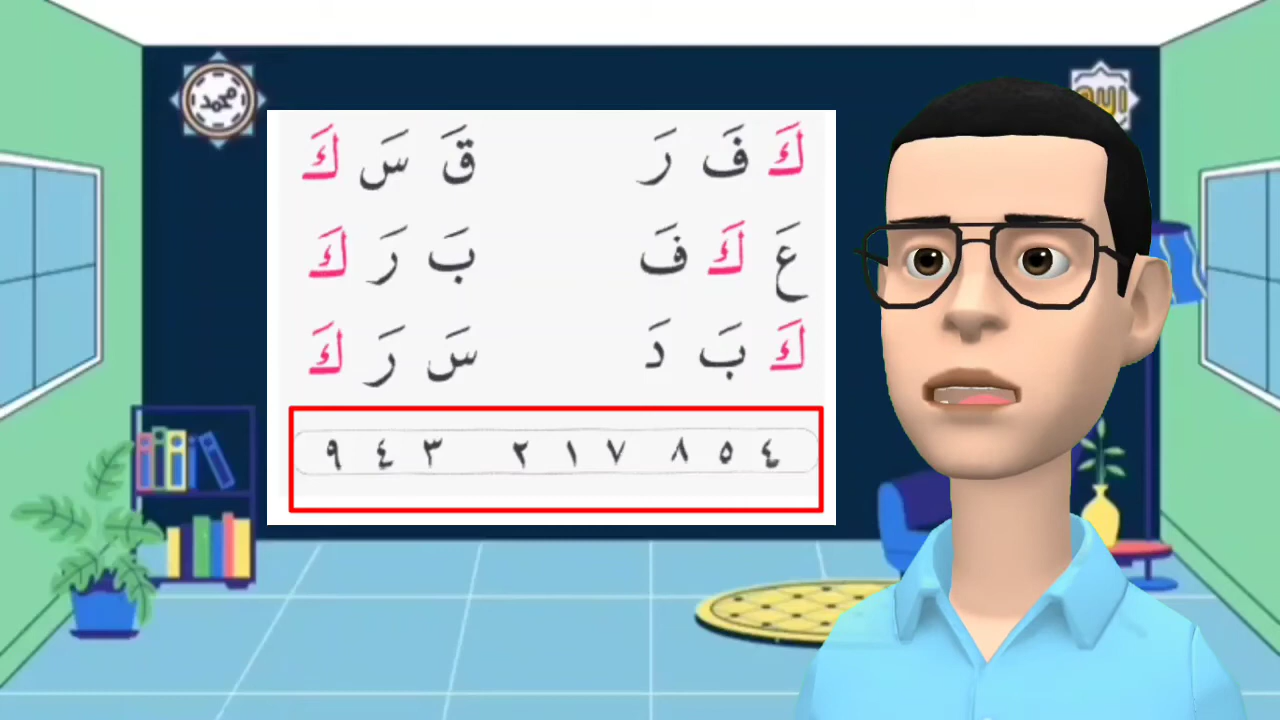 كَ فَ رَ قَ سَ كَ
عَ كَ فَ بَ رَ كَ
كَ بَ دَ سَ رَ كَ
٤ ٥ ٨ ٧ ١ ٢ ٣ ٤ ٩